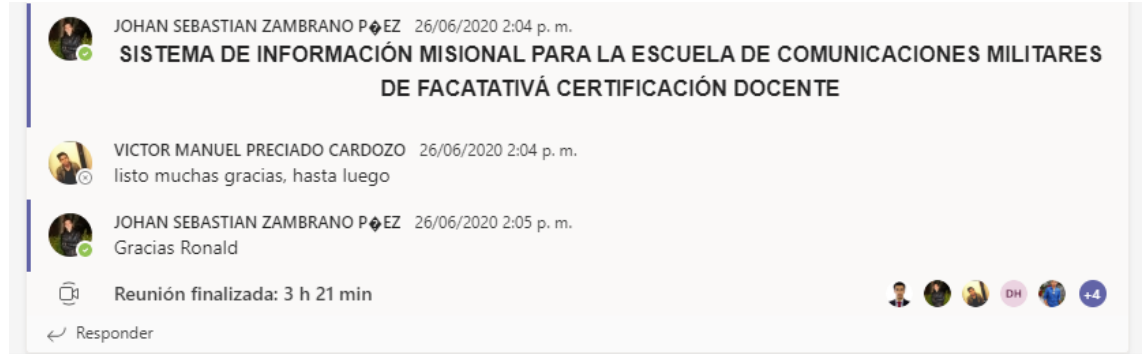 JOHAN SEBASTIAN ZAMBRANO P�EZ 26/06/2020 2:04 p. m.
SISTEMA DE INFORMACIÓN MISIONAL PARA LA ESCUELA DE COMUNICACIONES MILITARES
DE FACATATIVÁ CERTIFICACIÓN DOCENTE
VICTOR MANUEL PRECIADO CARDOZO 26/06/2020 2:04 p. m.
listo muchas gracias, hasta luego
JOHAN SEBASTIAN ZAMBRANO P�EZ 26/06/2020 2:05 p. m.
Gracias Ronald
Reunión finalizada: 3 h 21 min DH +4
Responder